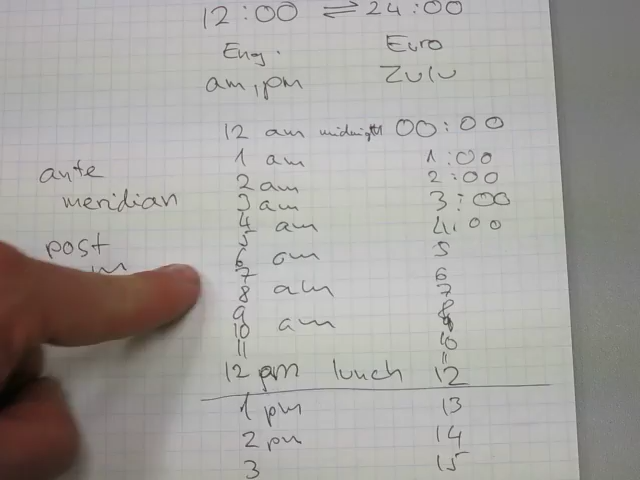 12:00 ⇌ 24:00
Eng. Euro
am, pm Zulu
12 am midnight 00:00
1 am 1:00
2 am 2:00
3 am 3:00
4 am 4:00
5 5
6 am 6
7 7
8 am 8
9 9
10 am 10
11 11
12 pm lunch 12
1 pm 13
2 pm 14
3 15
ante
meridian
post
m